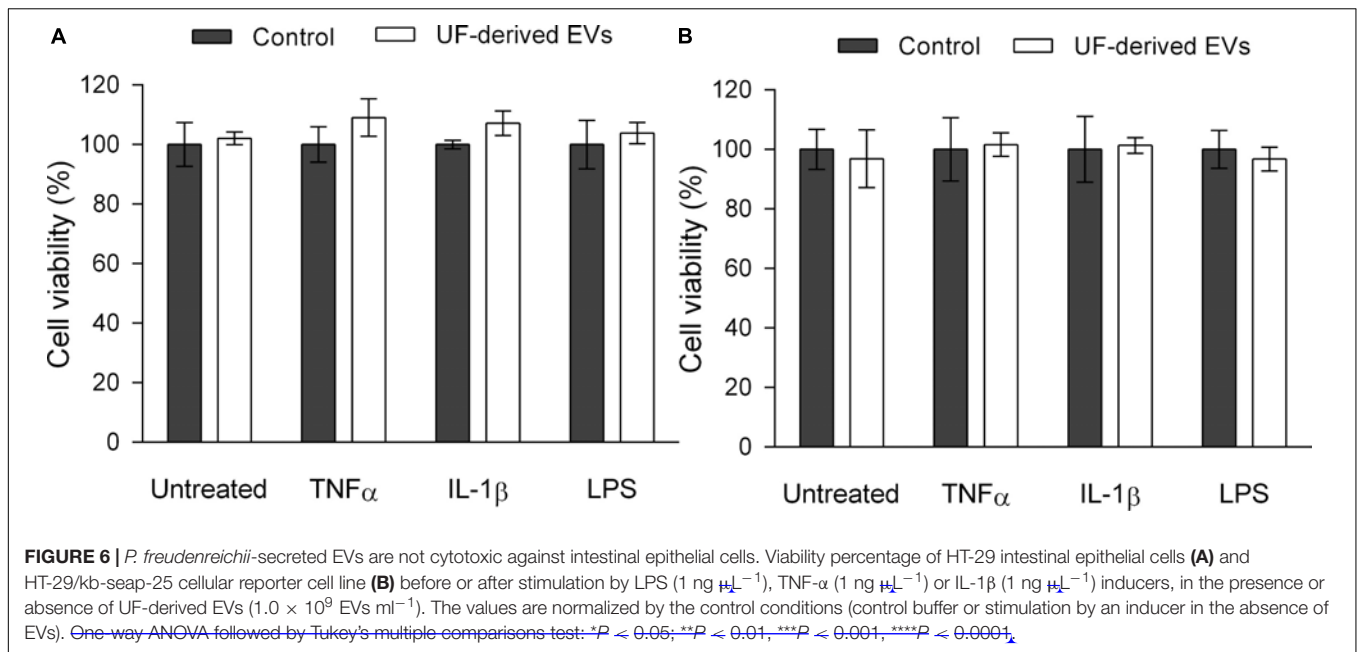 A
Control
UF-derived EVs
120
100
80
60
40
20
0
Cell viability (%)
Untreated
TNFα
IL-1β
LPS
B
Control
UF-derived EVs
120
100
80
60
40
20
0
Cell viability (%)
Untreated
TNFα
IL-1β
LPS
FIGURE 6 | P. freudenreichii-secreted EVs are not cytotoxic against intestinal epithelial cells. Viability percentage of HT-29 intestinal epithelial cells (A) and
HT-29/kb-seap-25 cellular reporter cell line (B) before or after stimulation by LPS (1 ng µL⁻¹), TNF-α (1 ng µL⁻¹) or IL-1β (1 ng µL⁻¹) inducers, in the presence or
absence of UF-derived EVs (1.0 × 10⁹ EVs ml⁻¹). The values are normalized by the control conditions (control buffer or stimulation by an inducer in the absence of
EVs). One-way ANOVA followed by Tukey's multiple comparisons test: *P < 0.05; **P < 0.01, ***P < 0.001, ****P < 0.0001.